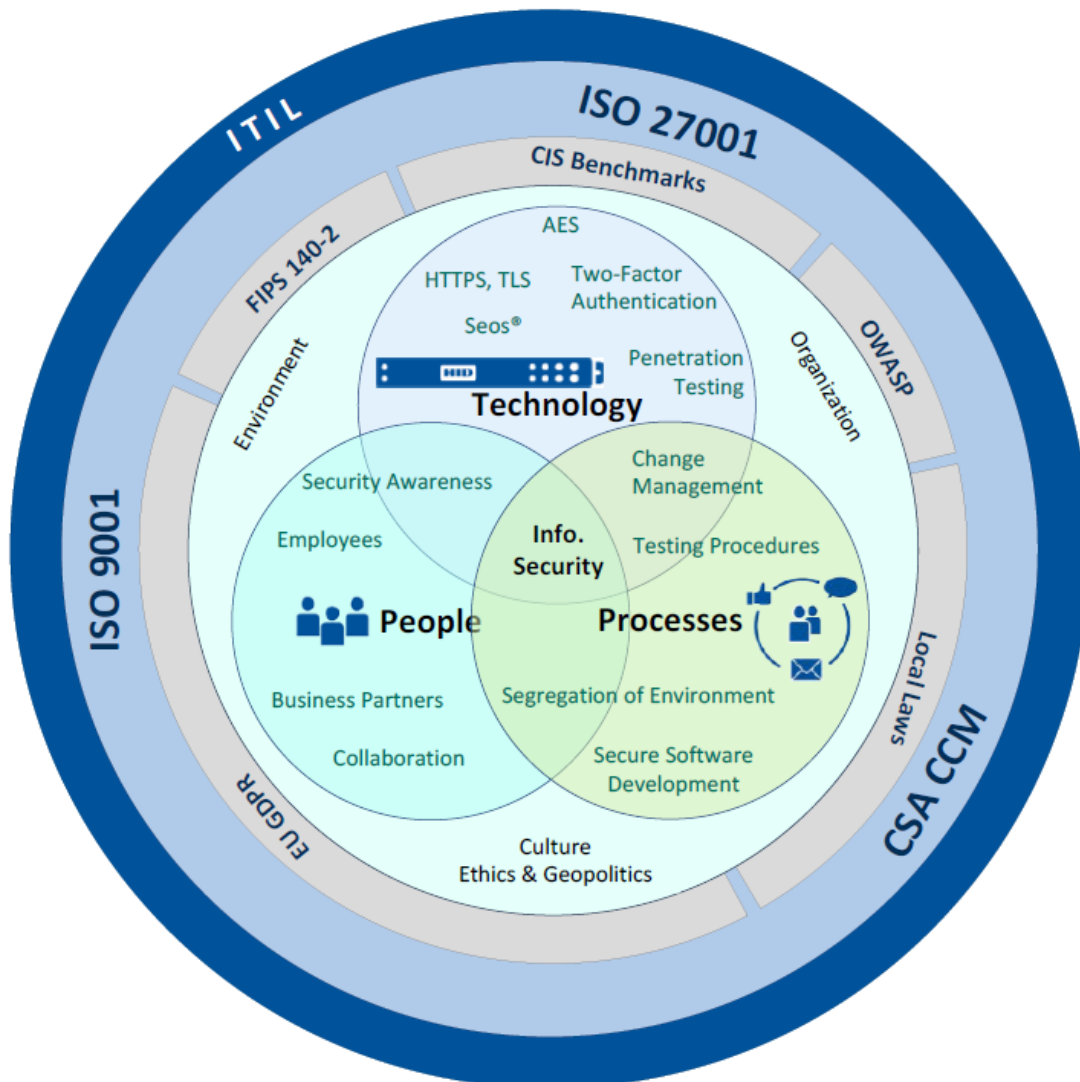 ITIL
ISO 27001
CIS Benchmarks
FIPS 140-2
OWASP
AES
HTTPS, TLS
Two-Factor
Authentication
Seos®
Environment
Organization
HID
Penetration
Testing
Technology
Security Awareness
Change
Management
Employees
Info.
Security
Testing Procedures
ISO 9001
People
Processes
Business Partners
Segregation of Environment
Local Laws
Collaboration
Secure Software
Development
CSA CCM
EU GDPR
Culture
Ethics & Geopolitics